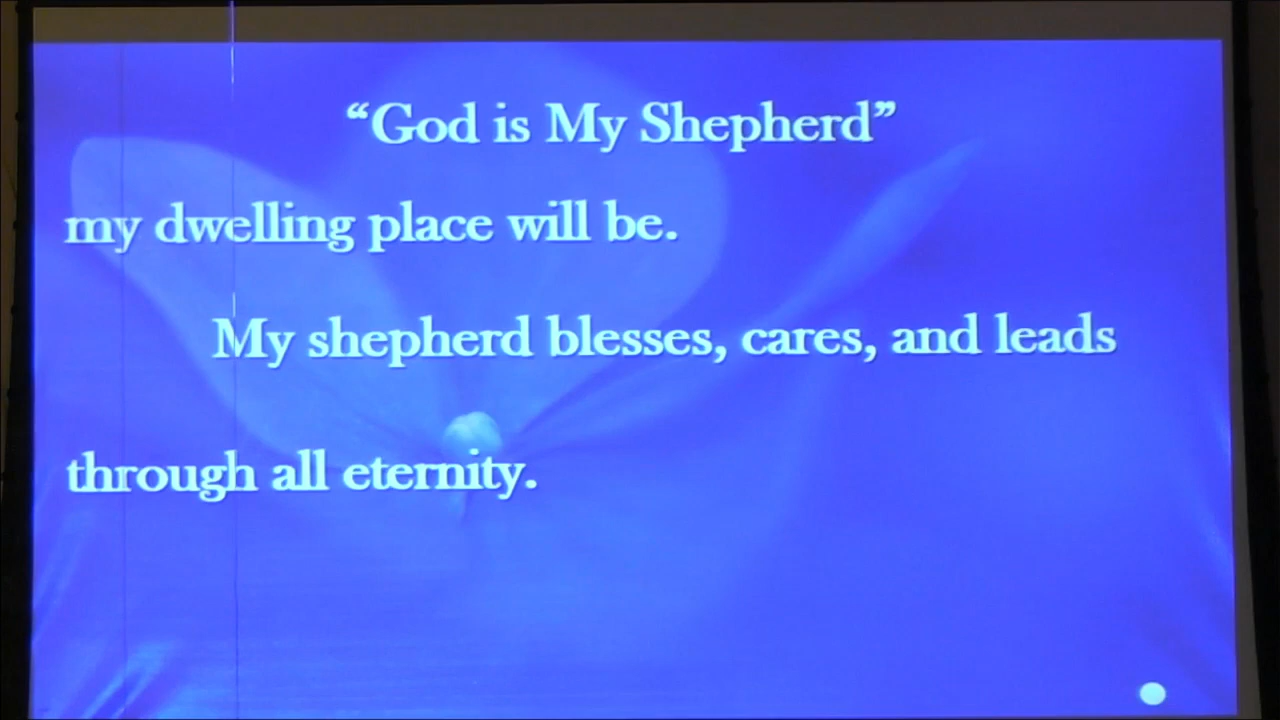 “God is My Shepherd”
my dwelling place will be.
My shepherd blesses, cares, and leads
through all eternity.